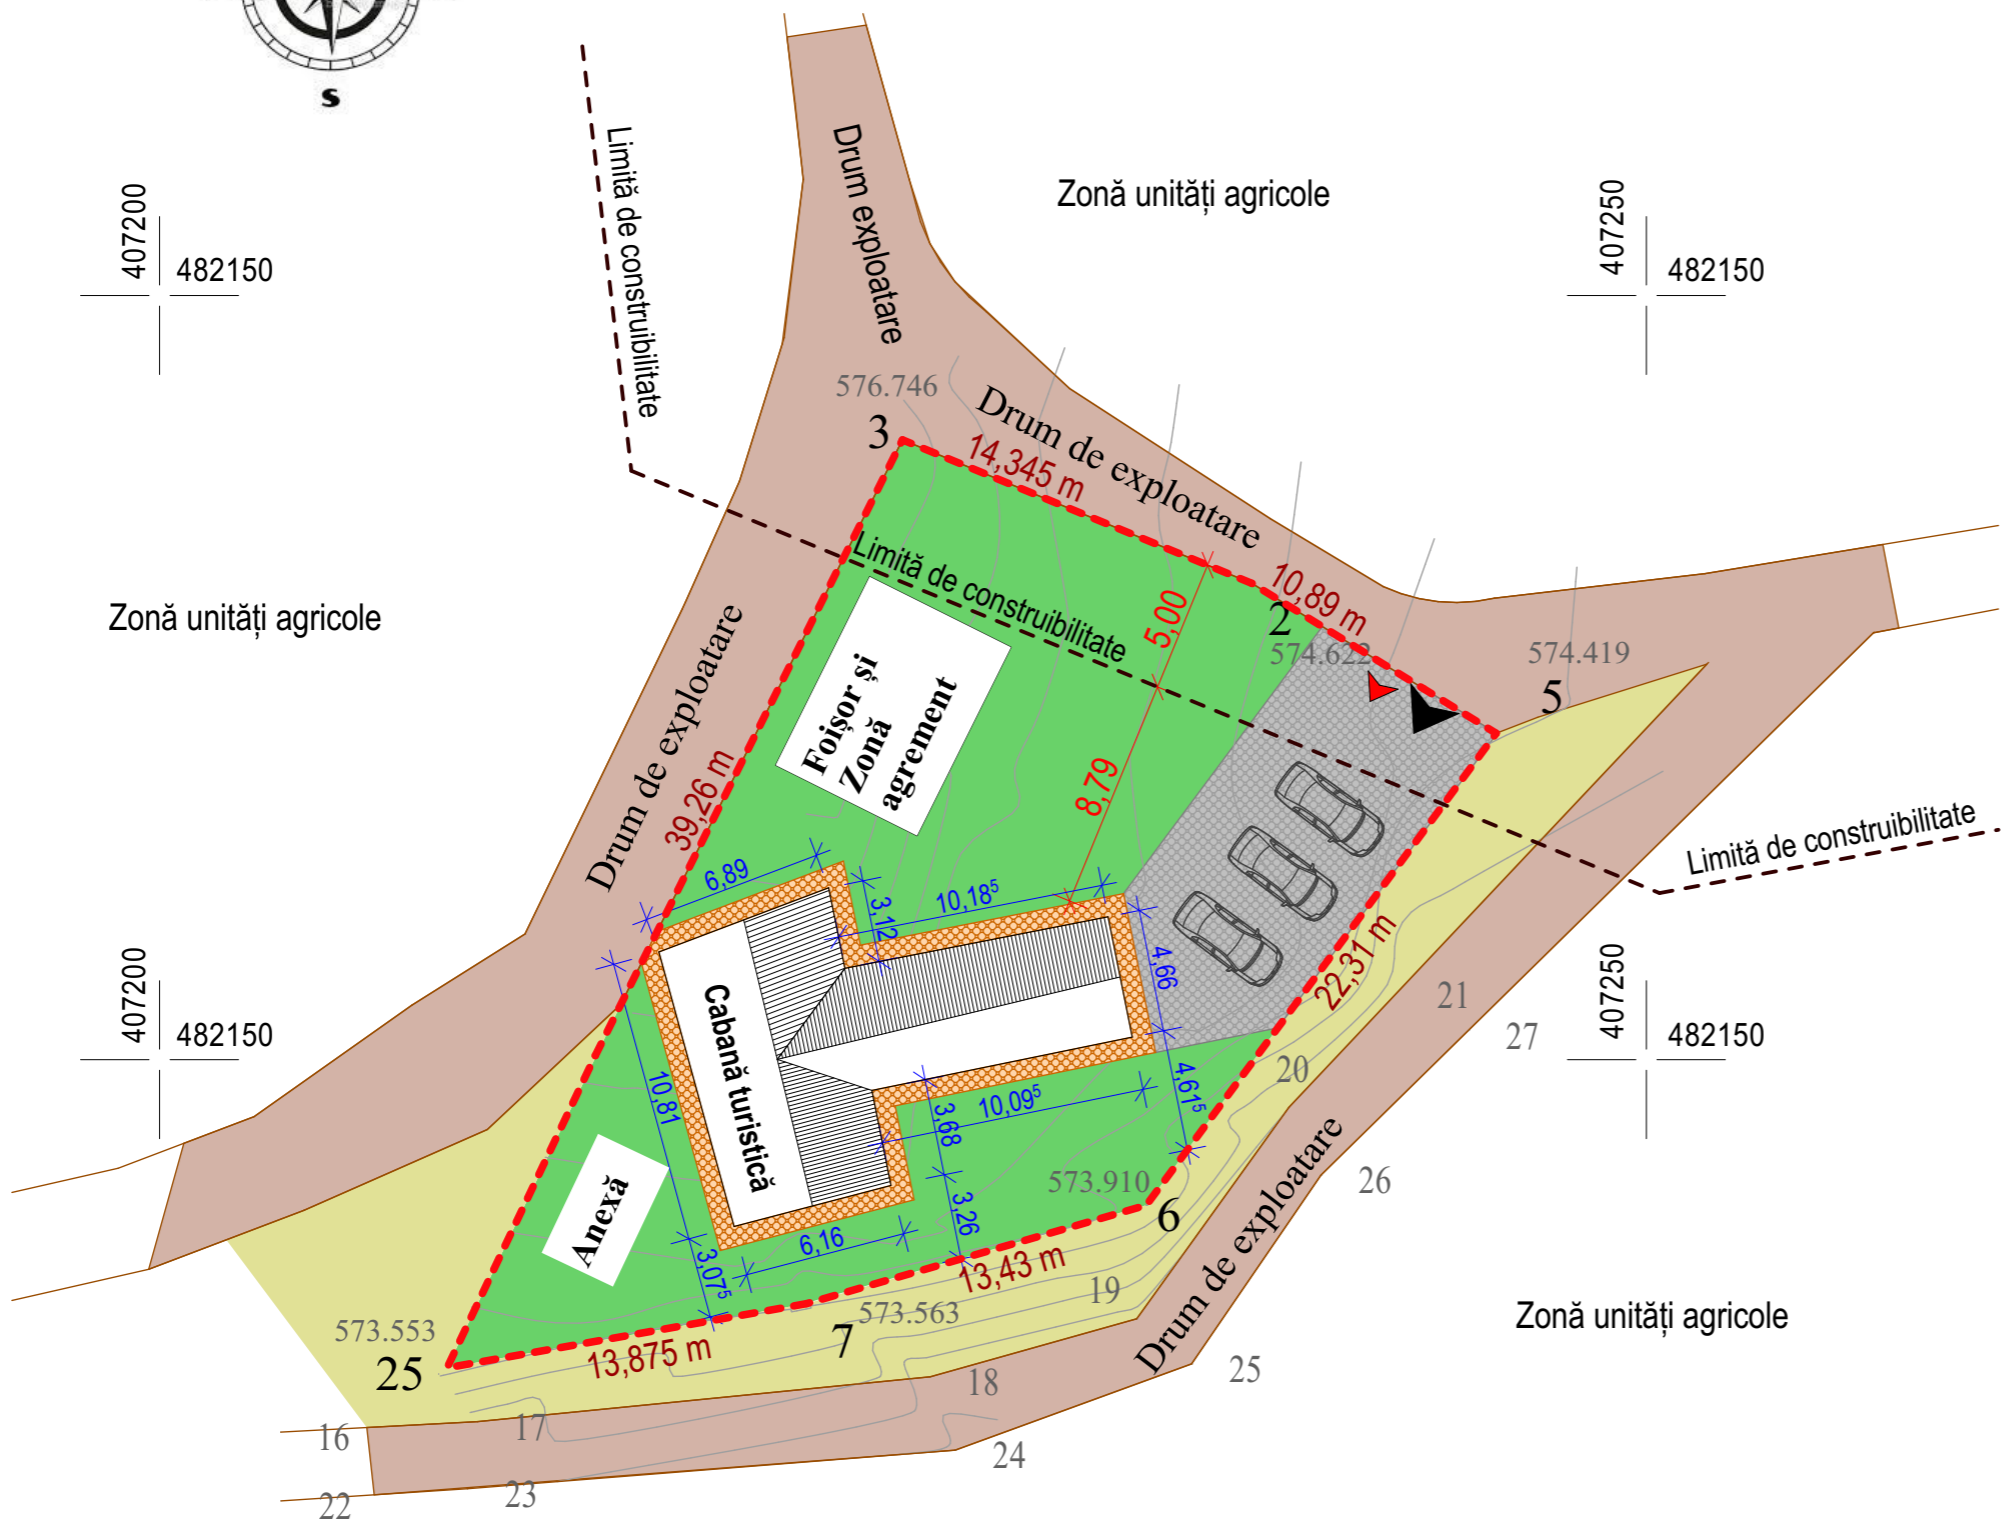 S
Limită de construibilitate
Drum exploatare
Zonă unități agricole
407200
482150
407250
482150
576.746
3
Drum de exploatare
14,345 m
10,89 m
2
574.622
574.419
5
Limită de construibilitate
5,00
8,79
Zonă unități agricole
Drum de exploatare
39,26 m
Foișor și
Zonă
agrement
Limită de construibilitate
6,89
3,12
10,18⁵
4,66
22,31 m
21
27
407200
482150
407250
482150
Cabană turistică
10,81
4,61⁵
20
10,09⁵
3,68
26
573.910
6
3,26
Anexă
6,16
3,07⁵
13,43 m
19
Drum de exploatare
Zonă unități agricole
573.553
25
13,875 m
573.563
7
25
18
16
17
24
23
22